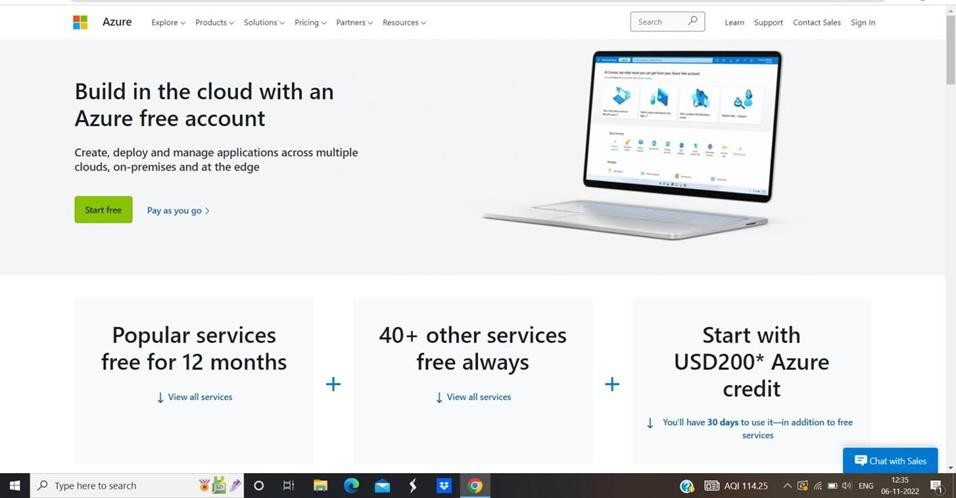 Azure
Explore
Products
Solutions
Pricing
Partners
Resources
Search
Learn
Support
Contact Sales
Sign In
Build in the cloud with an
Azure free account
Create, deploy and manage applications across multiple
clouds, on-premises and at the edge
Start free
Pay as you go
Popular services
free for 12 months
View all services
40+ other services
free always
View all services
Start with
USD200* Azure
credit
You'll have 30 days to use it—in addition to free
services
Chat with Sales
Type here to search
AQI 114.25
ENG
12:35
06-11-2022